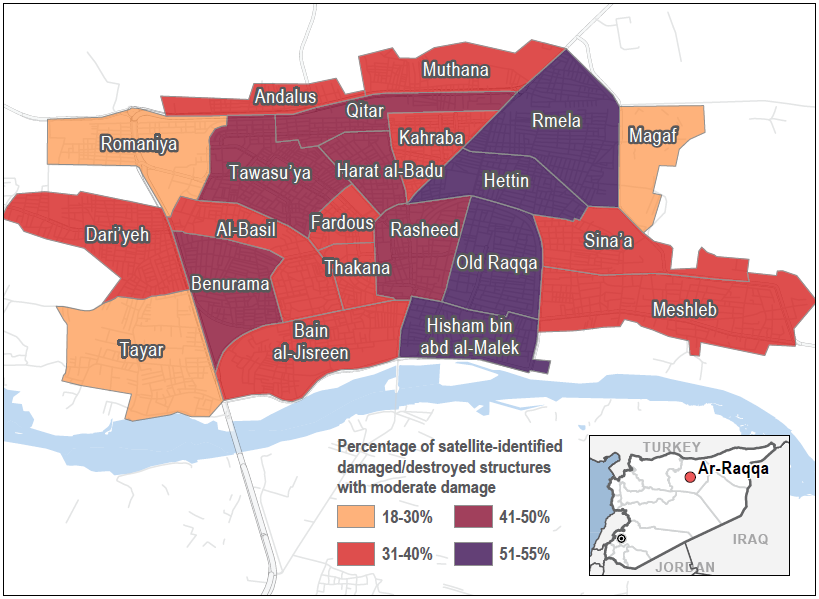 Muthana
Andalus
Qitar
Rmela
Magaf
Romaniya
Kahraba
Tawasu’ya
Harat al-Badu
Hettin
Dari’yeh
Al-Basil
Fardous
Rasheed
Sina’a
Thakana
Old Raqqa
Benurama
Meshleb
Tayar
Bain
al-Jisreen
Hisham bin
abd al-Malek
Percentage of satellite-identified
damaged/destroyed structures
with moderate damage
18-30%
41-50%
31-40%
51-55%
TURKEY
Ar-Raqqa
IRAQ
JORDAN